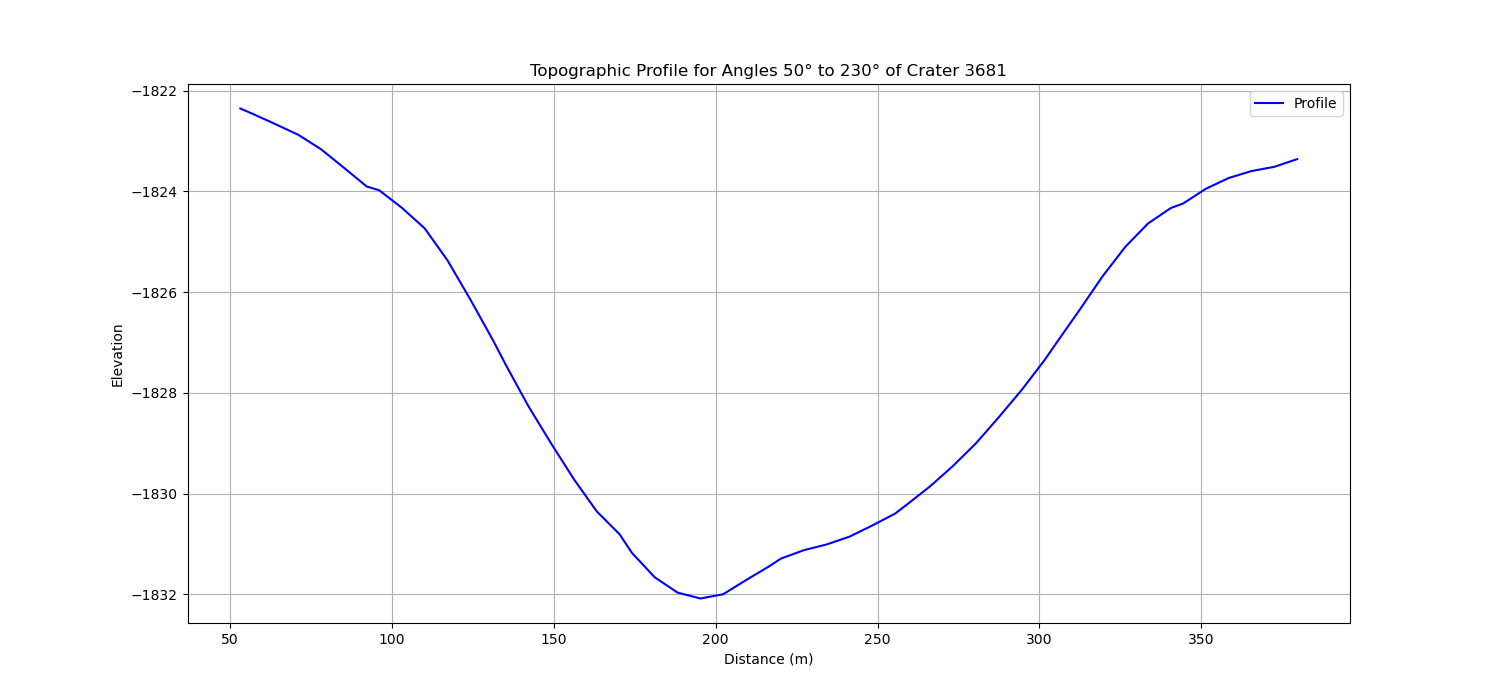 Topographic Profile for Angles 50° to 230° of Crater 3681
Profile
−1822
−1824
−1826
−1828
−1830
−1832
Elevation
50 100 150 200 250 300 350
Distance (m)